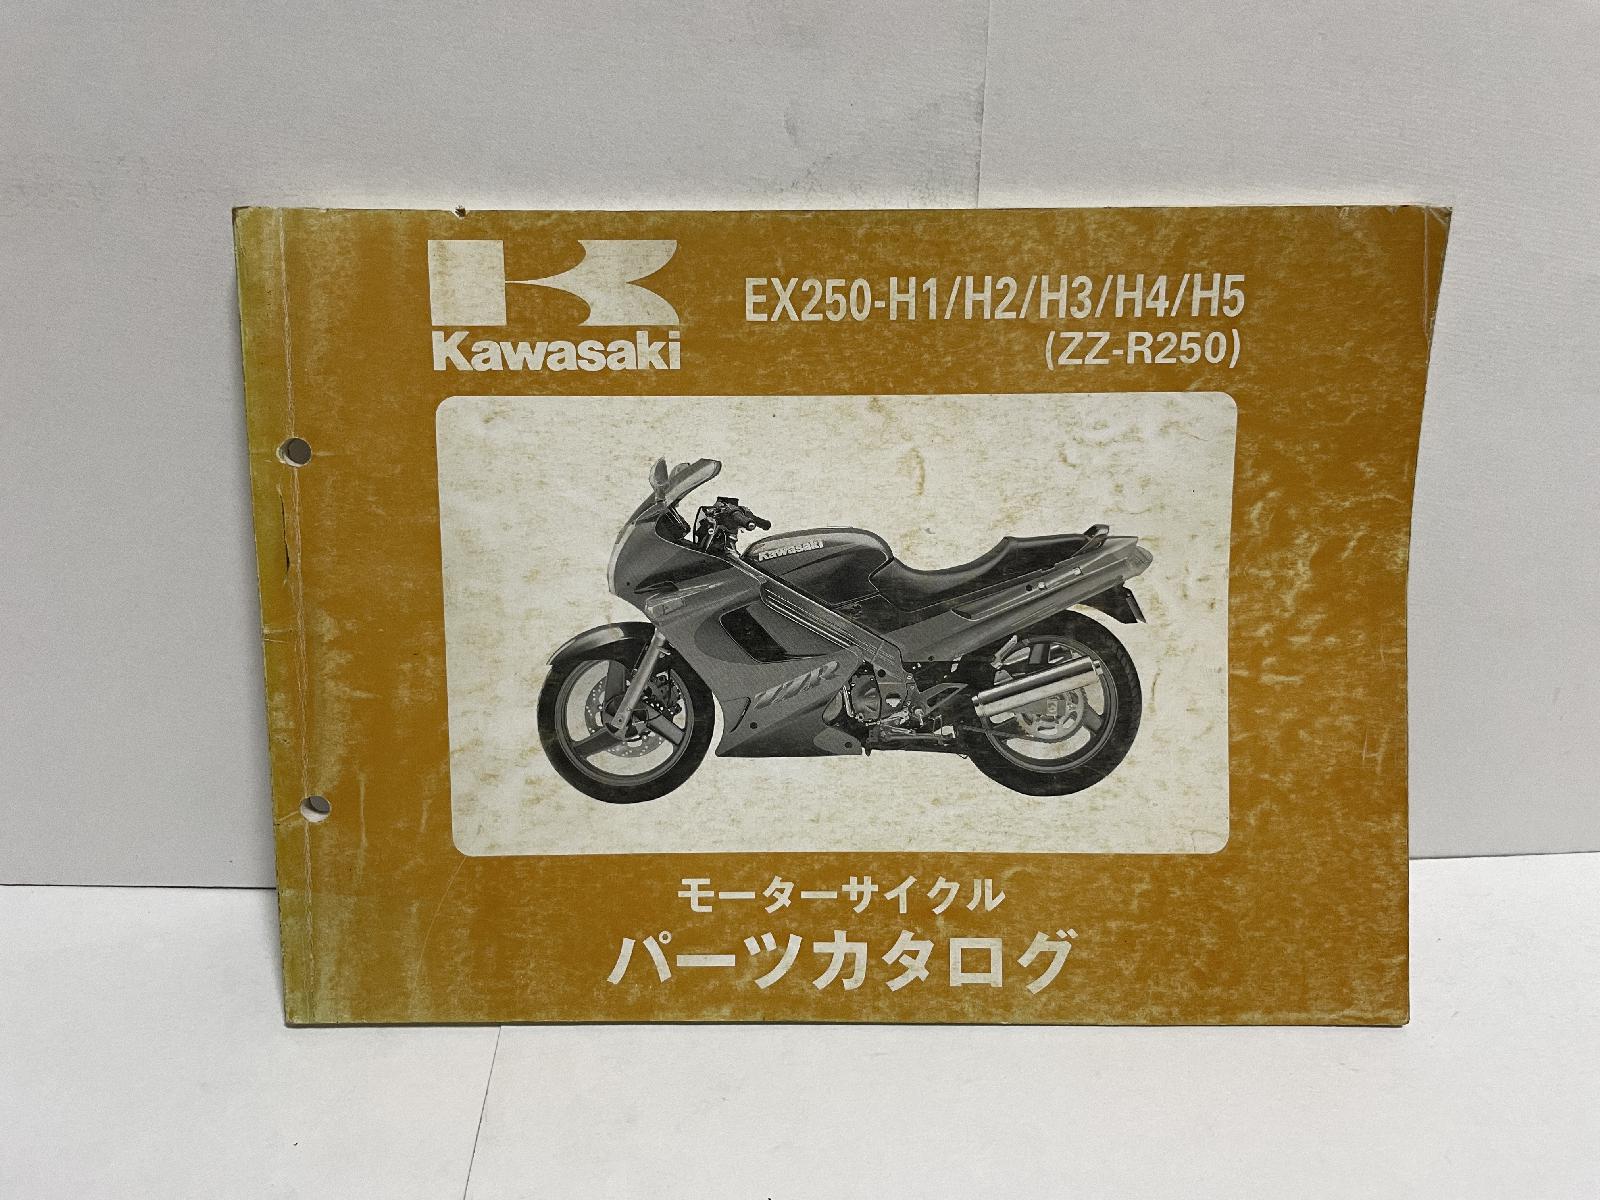 Kawasaki
EX250-H1/H2/H3/H4/H5
(ZZ-R250)
Kawasaki
ZZR
モーターサイクル
パーツカタログ